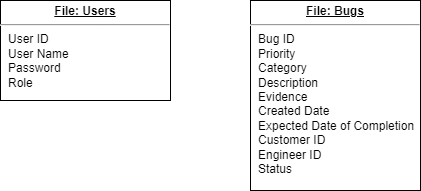 File: Users
User ID
User Name
Password
Role
File: Bugs
Bug ID
Priority
Category
Description
Evidence
Created Date
Expected Date of Completion
Customer ID
Engineer ID
Status